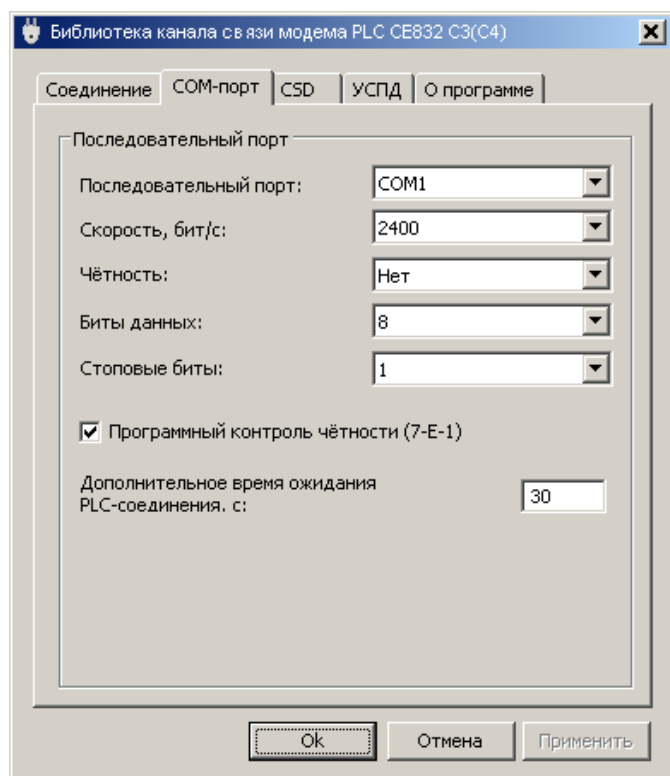 Библиотека канала связи модема PLC CE832 C3(C4)
Соединение COM-порт CSD УСПД О программе
Последовательный порт
Последовательный порт: COM1
Скорость, бит/с: 2400
Чётность: Нет
Биты данных: 8
Стоповые биты: 1
Программный контроль чётности (7-E-1)
Дополнительное время ожидания
PLC-соединения, с: 30
Ok Отмена Применить